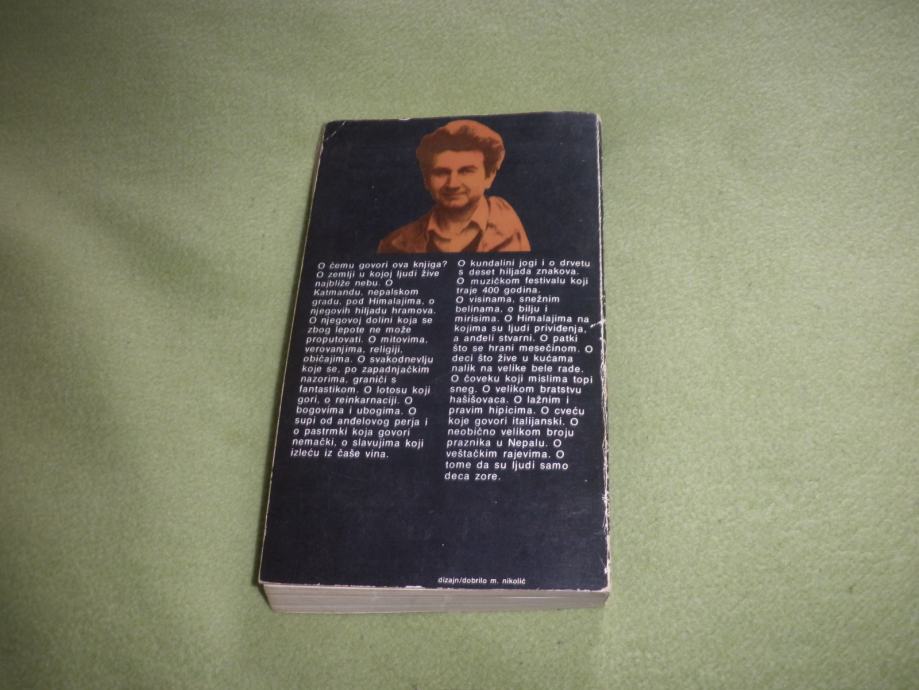 O čemu govori ova knjiga?
O zemlji u kojoj ljudi žive
najbliže nebu. O
Katmandu, nepalskom
gradu, pod Himalajima, o
njegovih hiljadu hramova.
O njegovoj dolini koja se
zbog lepote ne može
proputovati. O mitovima,
verovanjima, religiji,
običajima. O svakodnevlju
koje se, po zapadnjačkim
nazorima, graniči s
fantastikom. O lotosu koji
gori, o reinkarnaciji. O
bogovima i ubogima. O
supi od anđelovog perja i
o pastrmki koja govori
nemački, o slavujima koji
izleću iz čaše vina.
O kundalini jogi i o drvetu
s deset hiljada znakova.
O muzičkom festivalu koji
traje 400 godina.
O visinama, snežnim
belinama, o bilju i
mirisima. O Himalajima na
kojima su ljudi priviđenja,
a anđeli stvarni. O patki
što se hrani mesečinom. O
deci što žive u kućama
nalik na velike bele rade.
O čoveku koji mislima topi
sneg. O velikom bratstvu
hašišovaca. O lažnim i
pravim hipicima. O cveću
koje govori italijanski. O
neobično velikom broju
praznika u Nepalu. O
veštačkim rajevima. O
tome da su ljudi samo
deca zore.
dizajn/dobrilo m. nikolić